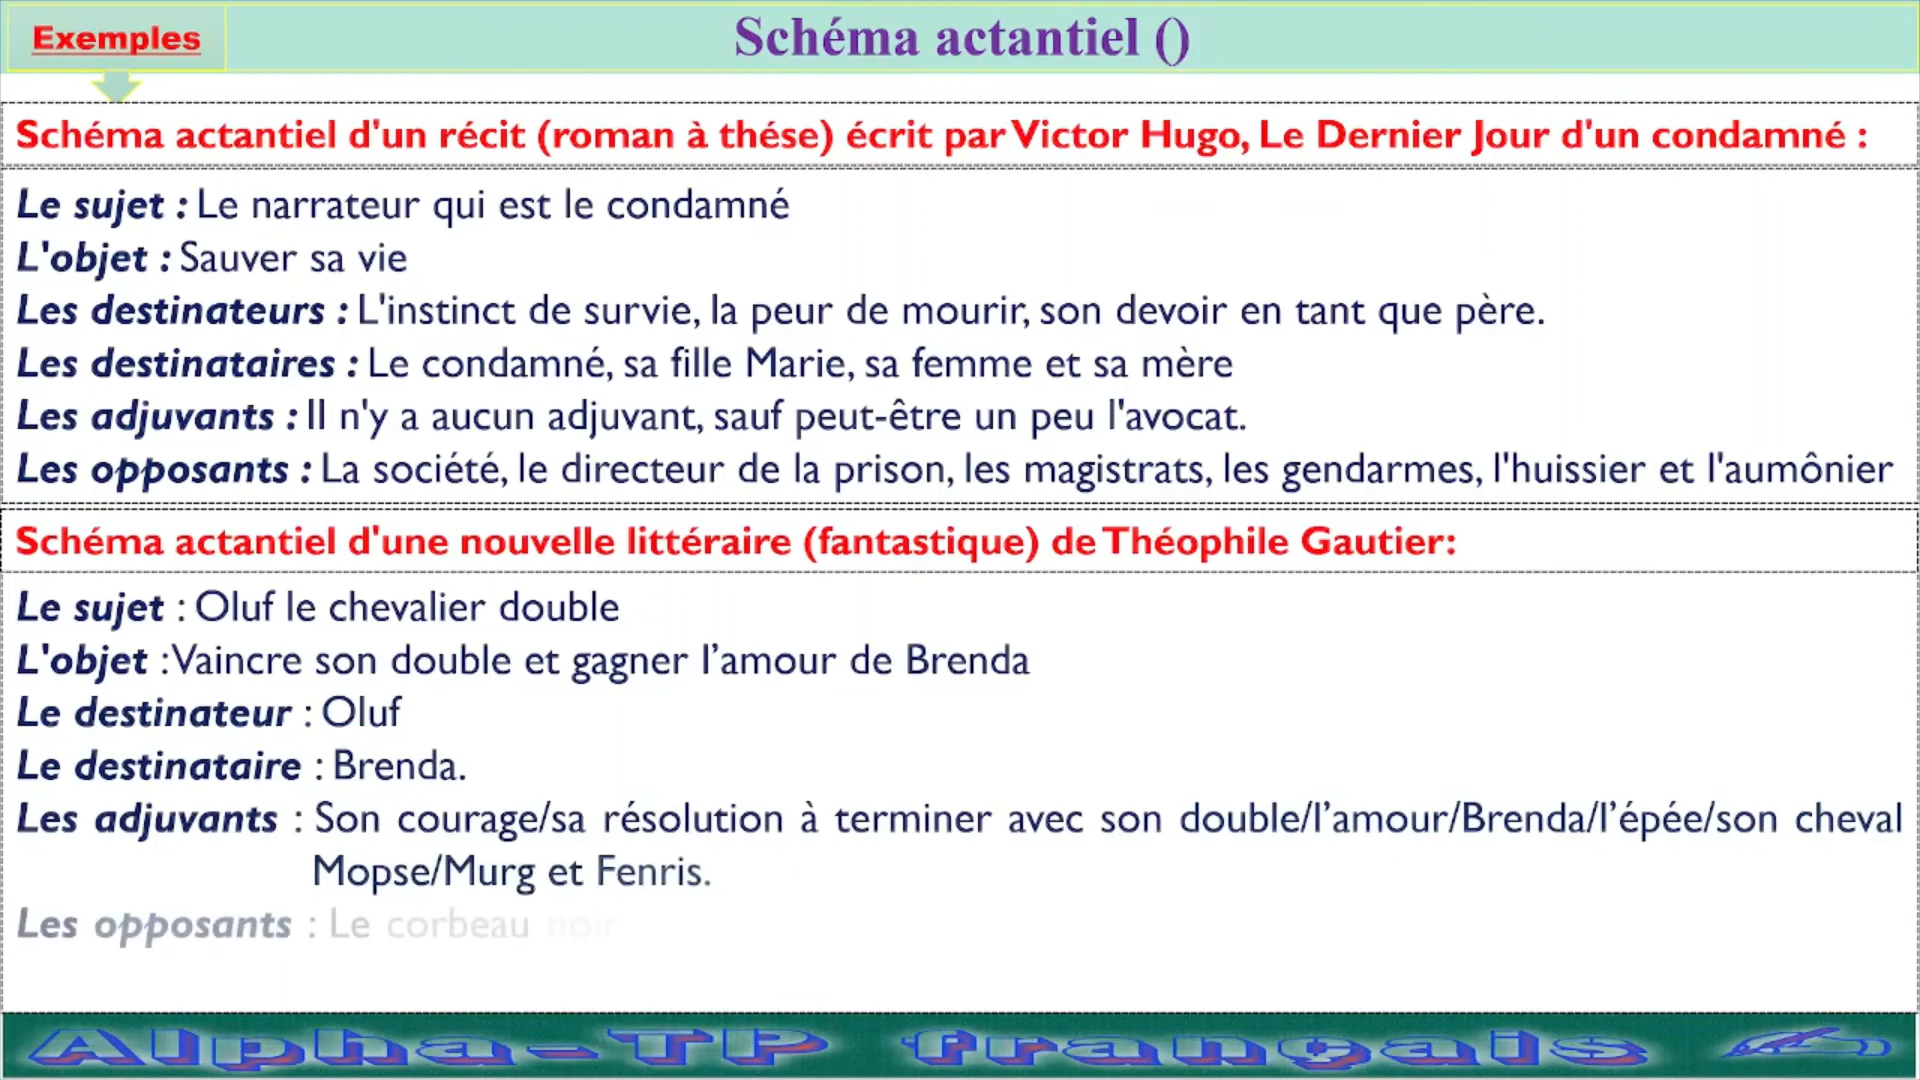 Exemples
Schéma actantiel ()
Schéma actantiel d'un récit (roman à thése) écrit par Victor Hugo, Le Dernier Jour d'un condamné :
Le sujet : Le narrateur qui est le condamné
L'objet : Sauver sa vie
Les destinateurs : L'instinct de survie, la peur de mourir, son devoir en tant que père.
Les destinataires : Le condamné, sa fille Marie, sa femme et sa mère
Les adjuvants : Il n'y a aucun adjuvant, sauf peut-être un peu l'avocat.
Les opposants : La société, le directeur de la prison, les magistrats, les gendarmes, l'huissier et l'aumônier
Schéma actantiel d'une nouvelle littéraire (fantastique) de Théophile Gautier:
Le sujet : Oluf le chevalier double
L'objet : Vaincre son double et gagner l’amour de Brenda
Le destinateur : Oluf
Le destinataire : Brenda.
Les adjuvants : Son courage/sa résolution à terminer avec son double/l’amour/Brenda/l’épée/son cheval
Mopse/Murg et Fenris.
Les opposants : Le corbeau noir
Alpha-TP français